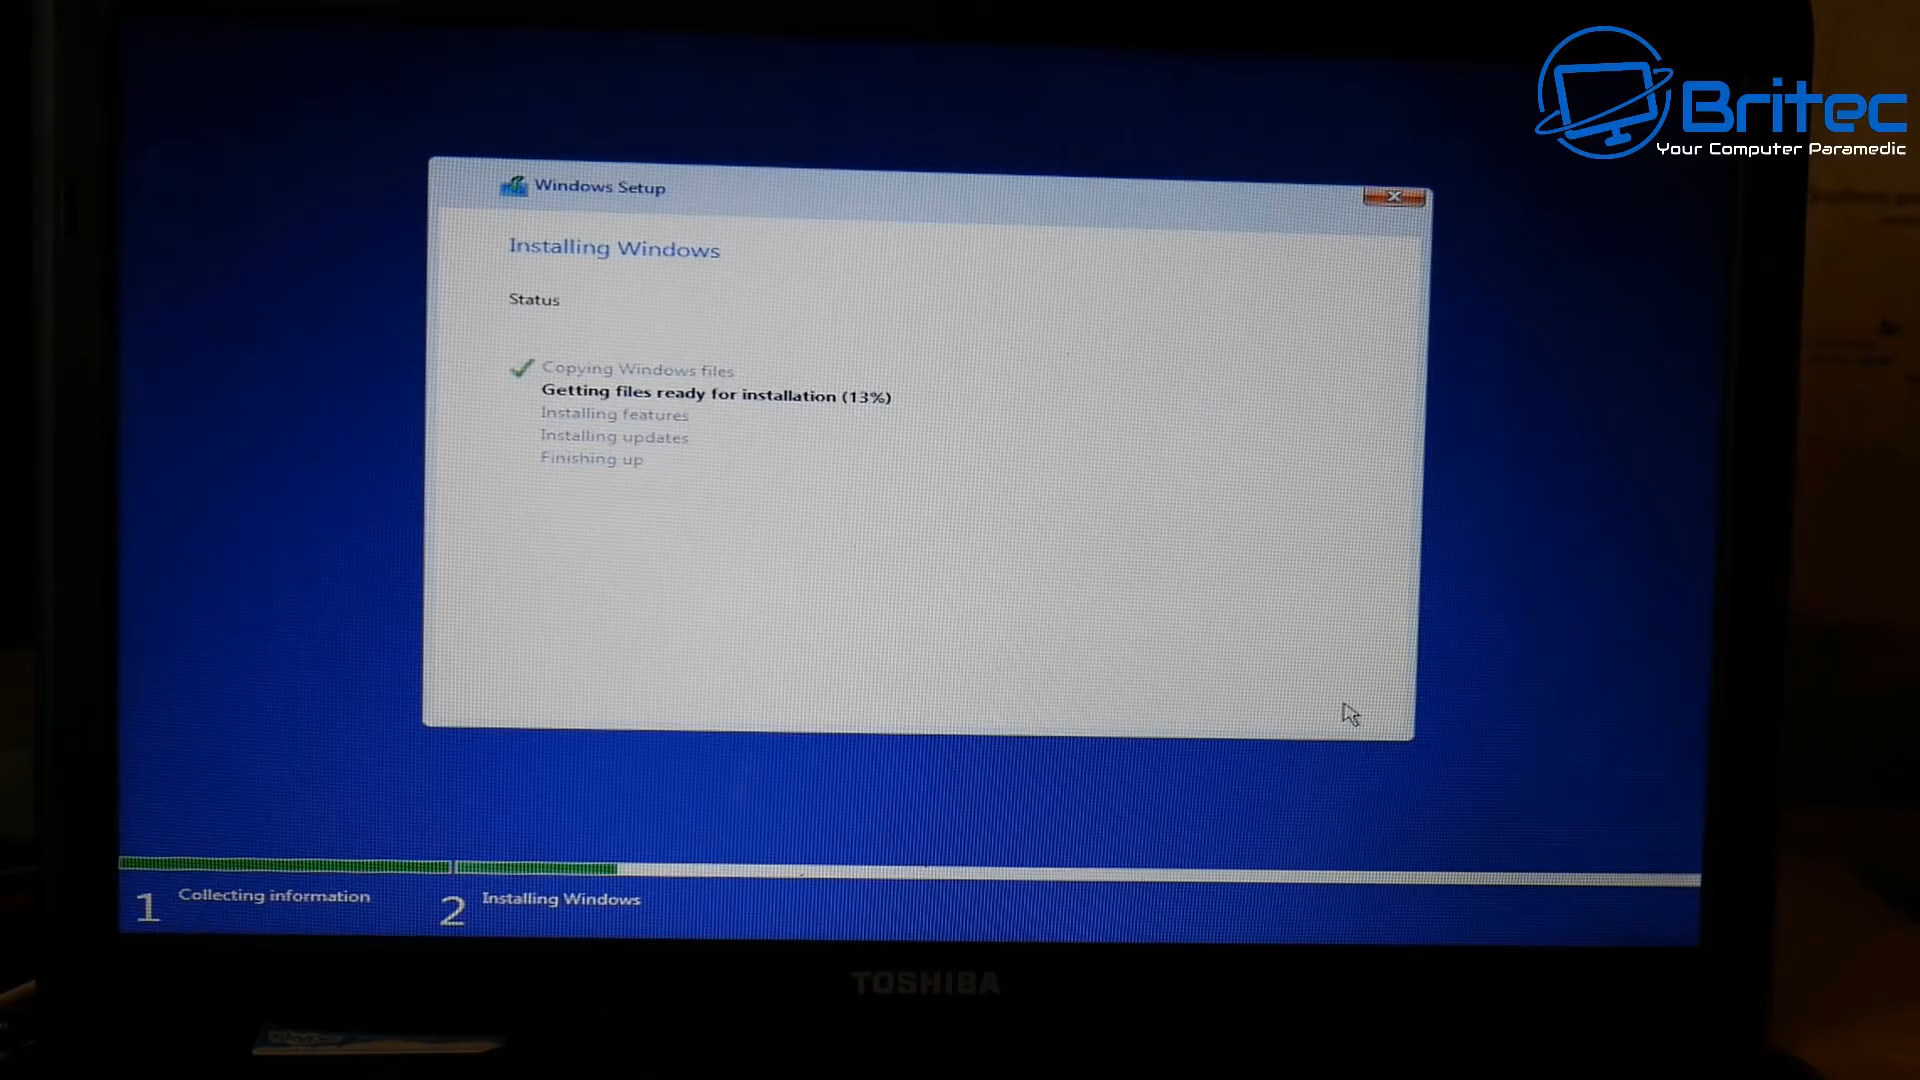 Britec
Your Computer Paramedic
Windows Setup
Installing Windows
Status
Copying Windows files
Getting files ready for installation (13%)
Installing features
Installing updates
Finishing up
1 Collecting information
2 Installing Windows
TOSHIBA
skype